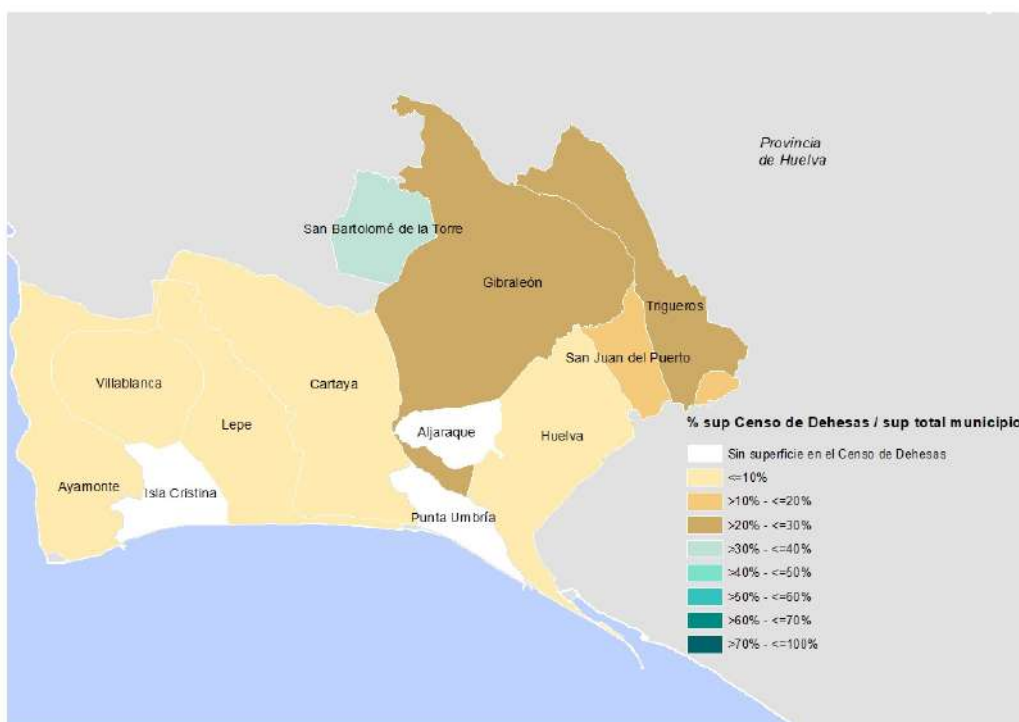 Provincia
de Huelva
San Bartolomé de la Torre
Gibraleón
Trigueros
San Juan del Puerto
Villablanca
Cartaya
Lepe
Aljaraque
Huelva
Ayamonte
Isla Cristina
Punta Umbría
% sup Censo de Dehesas / sup total municipio
Sin superficie en el Censo de Dehesas
<=10%
>10% - <=20%
>20% - <=30%
>30% - <=40%
>40% - <=50%
>50% - <=60%
>60% - <=70%
>70% - <=100%